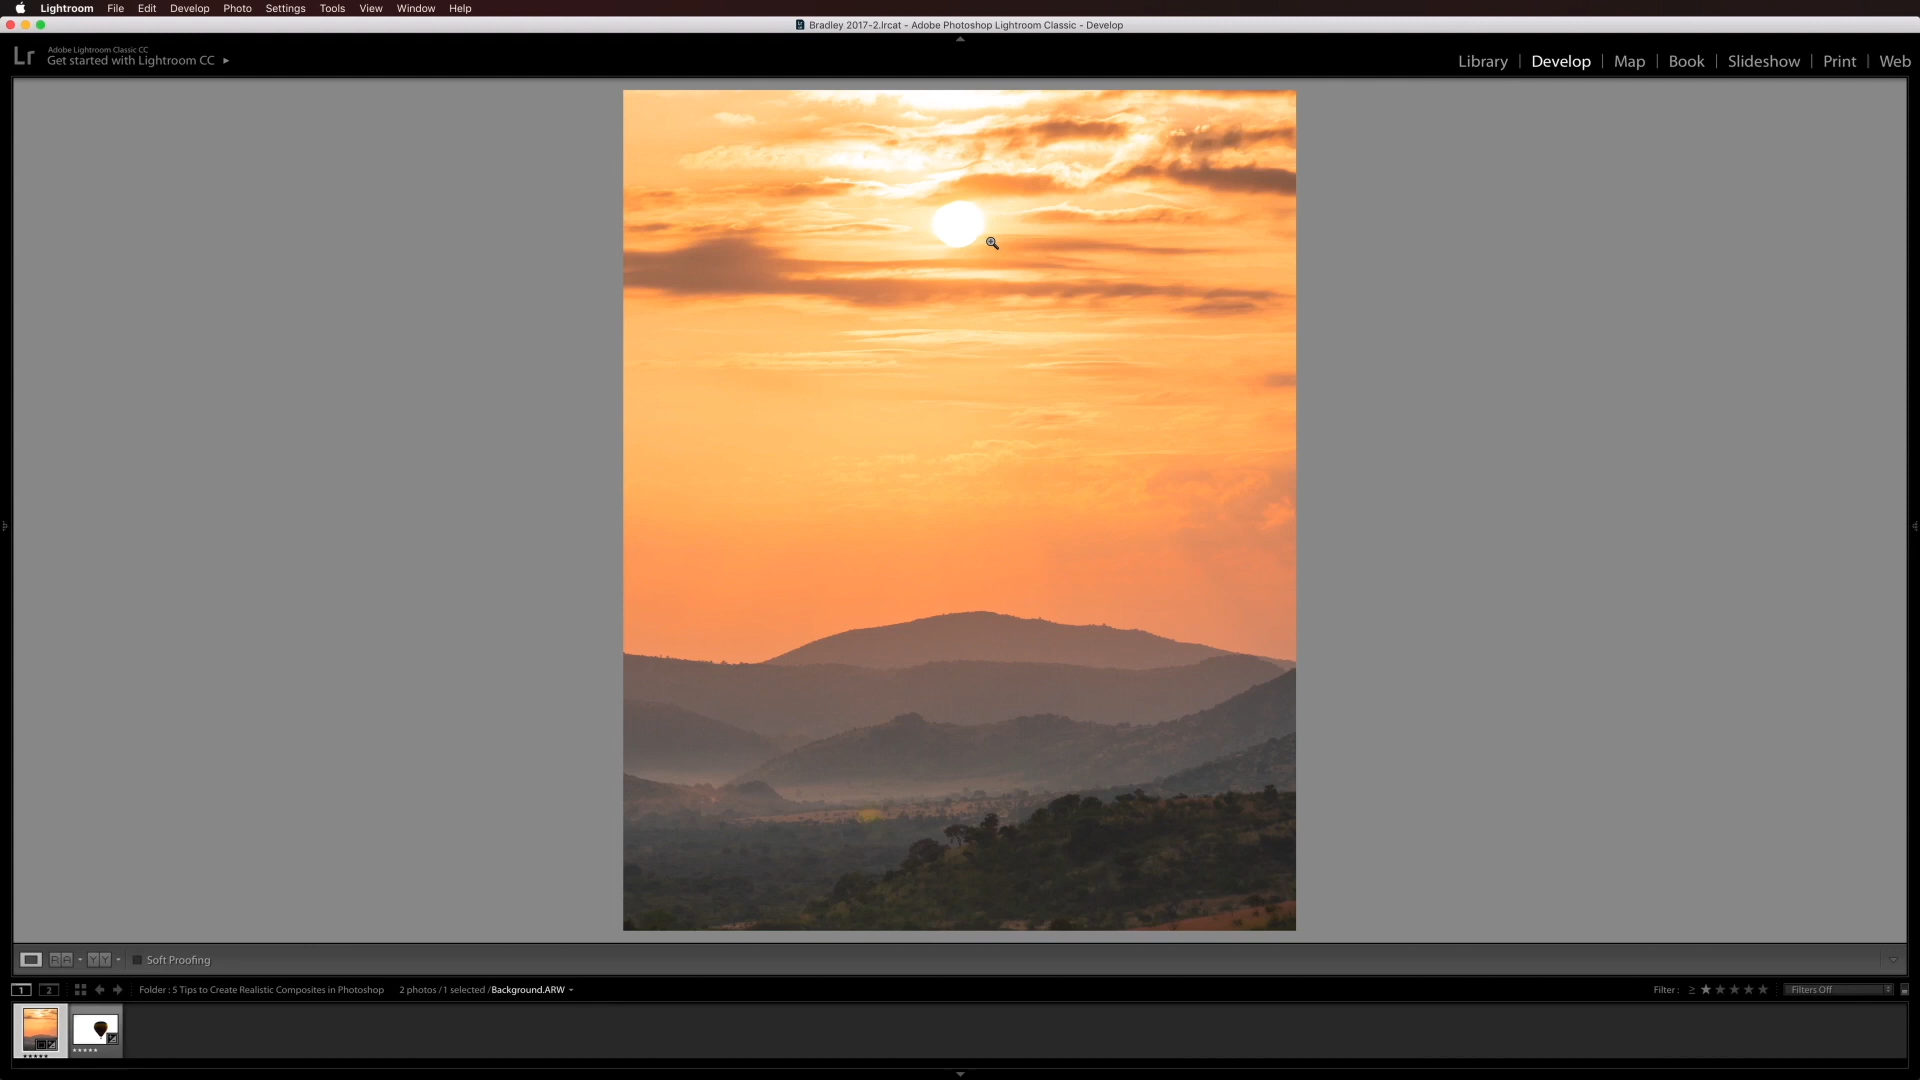 Lightroom File Edit Develop Photo Settings Tools View Window Help
Bradley 2017-2.lrcat - Adobe Photoshop Lightroom Classic - Develop
Lr
Adobe Lightroom Classic CC
Get started with Lightroom CC ▶
Library | Develop | Map | Book | Slideshow | Print | Web
R A Y Y Soft Proofing
1 2 Folder : 5 Tips to Create Realistic Composites in Photoshop 2 photos / 1 selected / Background.ARW Filter : ≥ ★★★★★ Filters Off